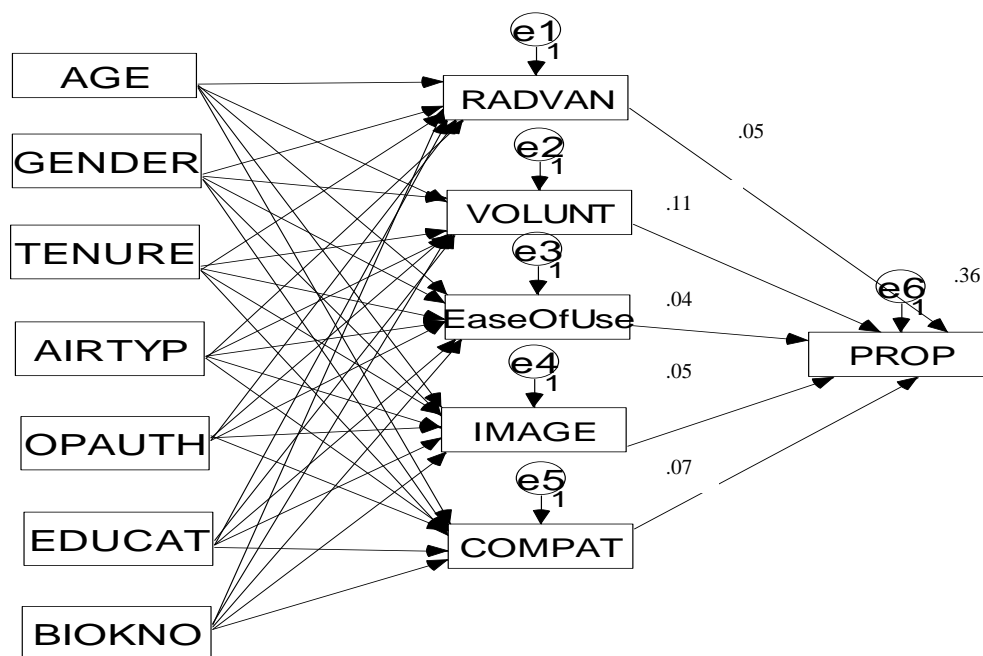 AGE
GENDER
TENURE
AIRTYP
OPAUTH
EDUCAT
BIOKNO
e1
1
RADVAN
e2
1
VOLUNT
e3
1
EaseOfUse
e4
1
IMAGE
e5
1
COMPAT
.05
.11
.04
.05
.07
e6
1
.36
PROP